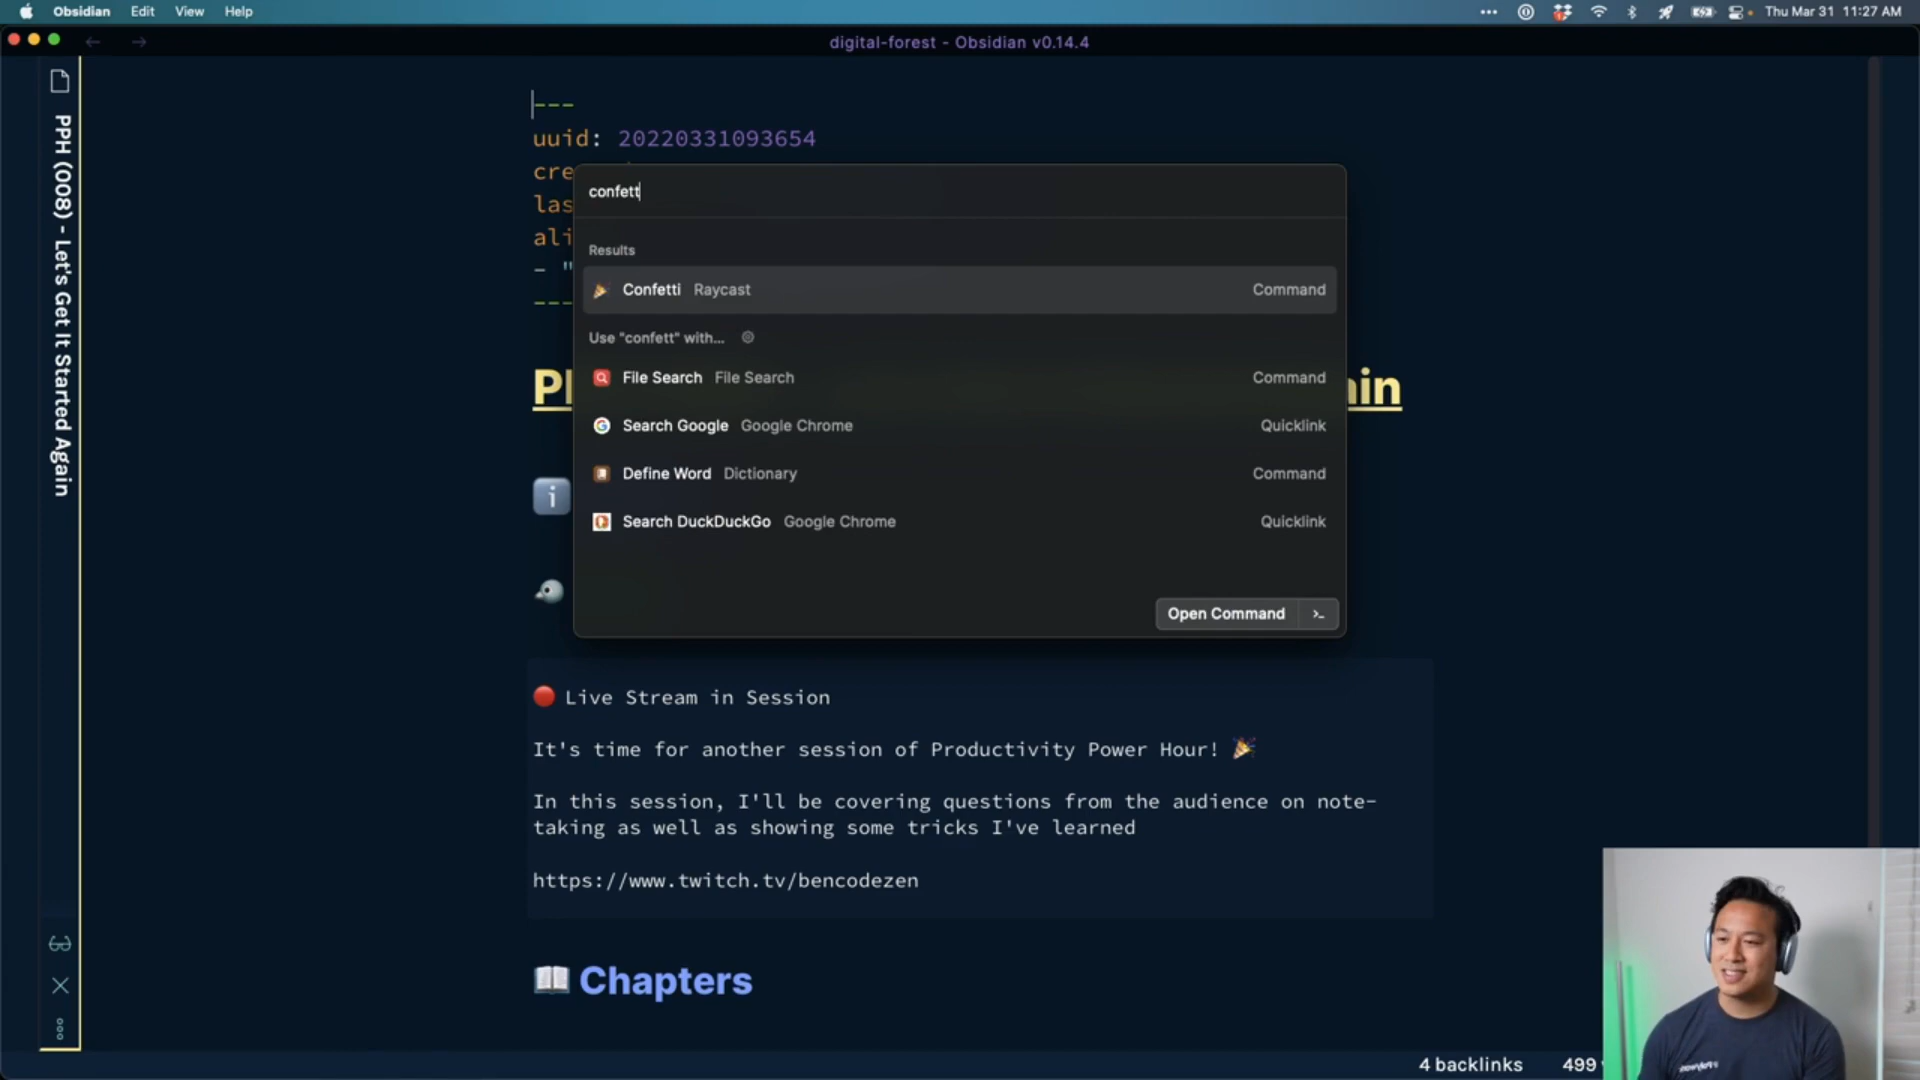 Obsidian Edit View Help
Thu Mar 31 11:27 AM
digital-forest - Obsidian v0.14.4
PPH (008) - Let's Get It Started Again
---
uuid: 20220331093654
cre
las
ali
- "
---
confett
Results
Confetti Raycast Command
Use "confett" with...
File Search File Search Command
Search Google Google Chrome Quicklink
Define Word Dictionary Command
Search DuckDuckGo Google Chrome Quicklink
Open Command >_
Live Stream in Session
It's time for another session of Productivity Power Hour! 🎉
In this session, I'll be covering questions from the audience on note-
taking as well as showing some tricks I've learned
https://www.twitch.tv/bencodezen
📖 Chapters
4 backlinks 499